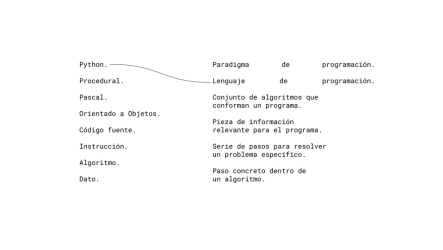 Python.
Procedural.
Pascal.
Orientado a Objetos.
Código fuente.
Instrucción.
Algoritmo.
Dato.
Paradigma de programación.
Lenguaje de programación.
Conjunto de algoritmos que
conforman un programa.
Pieza de información
relevante para el programa.
Serie de pasos para resolver
un problema específico.
Paso concreto dentro de
un algoritmo.